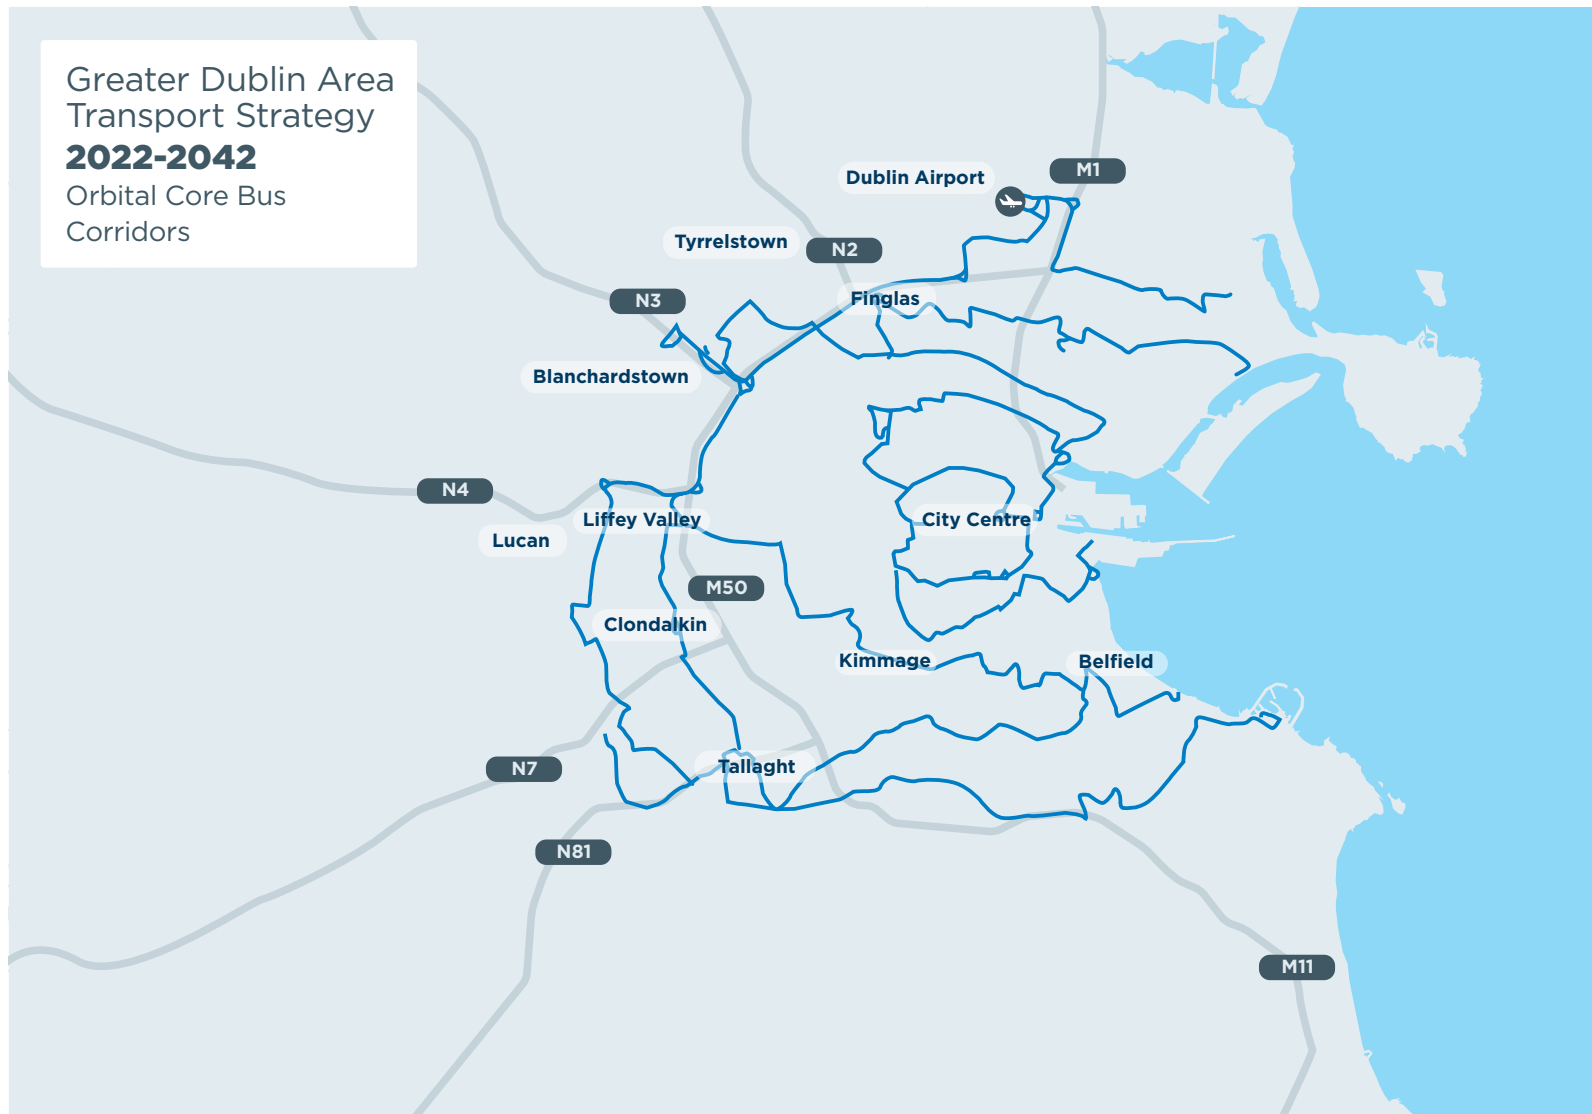 Greater Dublin Area
Transport Strategy
2022-2042
Orbital Core Bus
Corridors
M1
Dublin Airport
Tyrrelstown
N2
N3
Finglas
Blanchardstown
N4
Liffey Valley
City Centre
Lucan
M50
Clondalkin
Kimmage
Belfield
N7
Tallaght
N81
M11